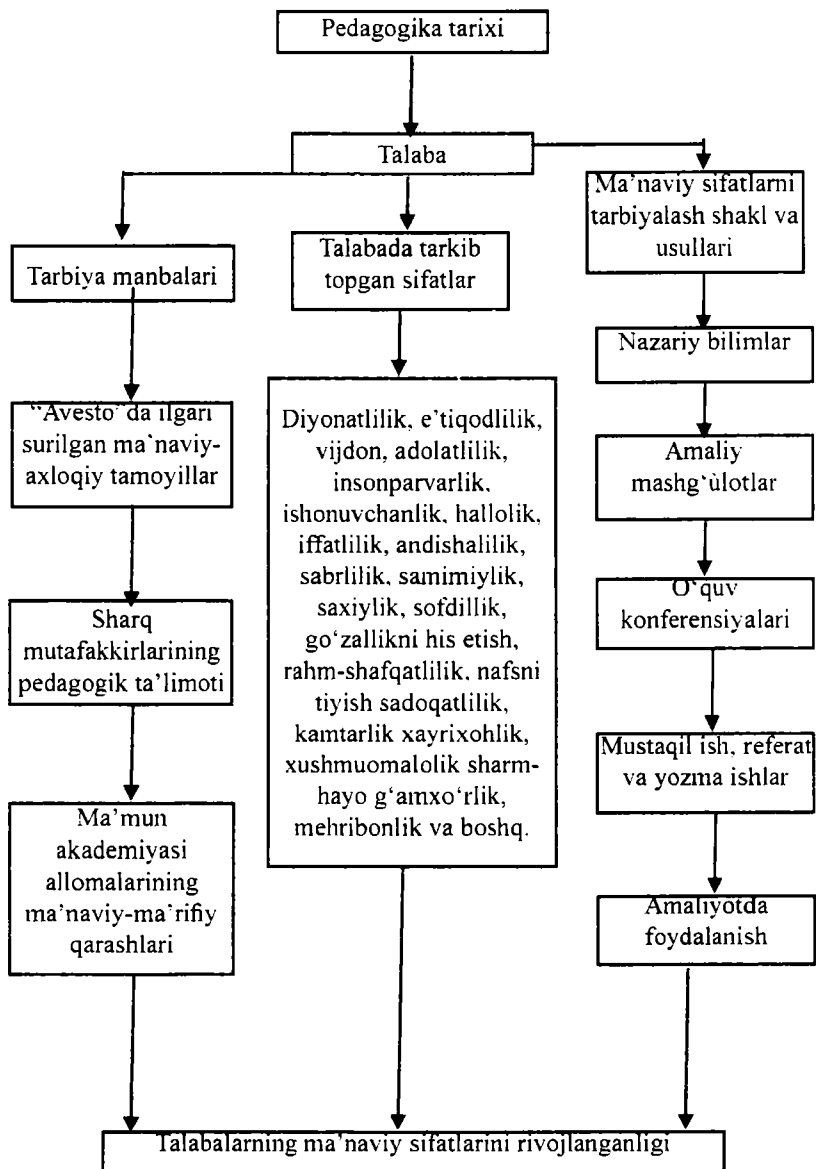 Pedagogika tarixi
Talaba
Tarbiya manbalari
"Avesto"da ilgari
surilgan ma'naviy-
axloqiy tamoyillar
Sharq
mutafakkirlarining
pedagogik ta'limoti
Ma'mun
akademiyasi
allomalarining
ma'naviy-ma'rifiy
qarashlari
Talabada tarkib
topgan sifatlar
Diyonatlilik, e'tiqodlilik,
vijdon, adolatlilik,
insonparvarlik,
ishonuvchanlik, hallolik,
iffatlilik, andishalilik,
sabrlilik, samimiylik,
saxiylik, sofdillik,
go‘zallikni his etish,
rahm-shafqatlilik, nafsni
tiyish sadoqatlilik,
kamtarlik xayrixohlik,
xushmuomalolik sharm-
hayo g‘amxo‘rlik,
mehribonlik va boshq.
Ma'naviy sifatlarni
tarbiyalash shakl va
usullari
Nazariy bilimlar
Amaliy
mashg‘ulotlar
O‘quv
konferensiyalari
Mustaqil ish, referat
va yozma ishlar
Amaliyotda
foydalanish
Talabalarning ma'naviy sifatlarini rivojlanganligi